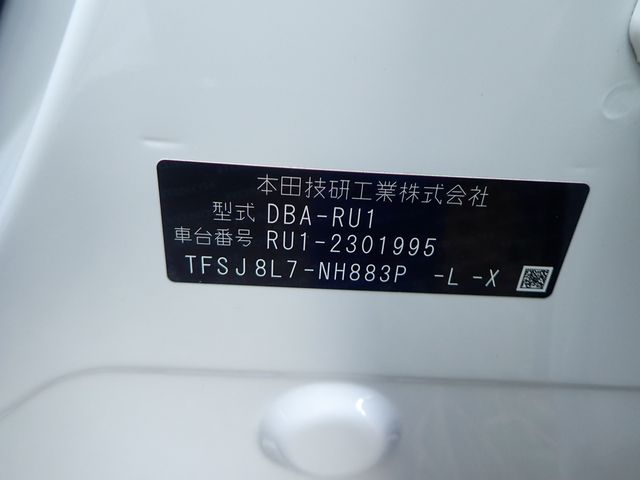 本田技研工業株式会社
型式 DBA-RU1
車台番号 RU1-2301995
TFSJ8L7-NH883P -L -X